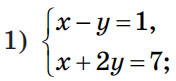 1) { x − y = 1,
x + 2y = 7;